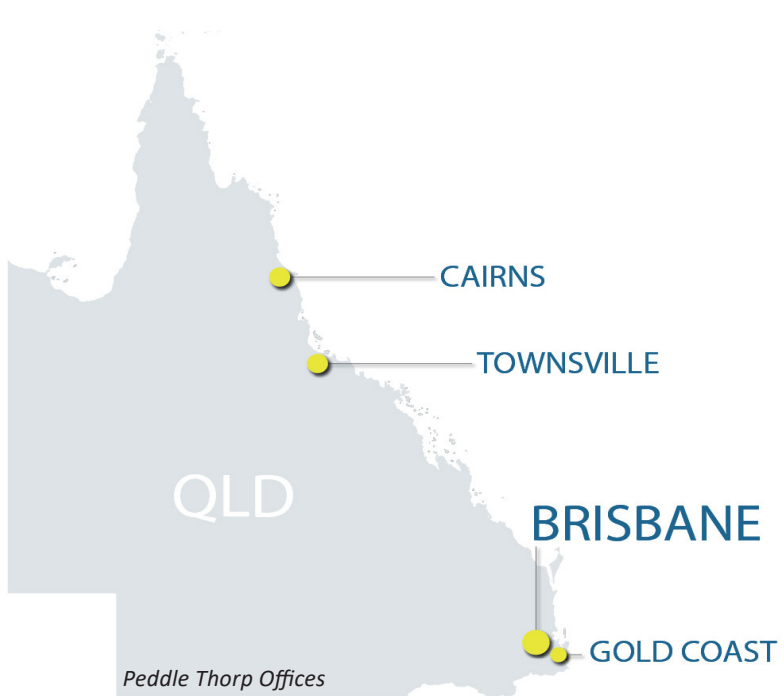 CAIRNS
TOWNSVILLE
QLD
BRISBANE
GOLD COAST
Peddle Thorp Offices